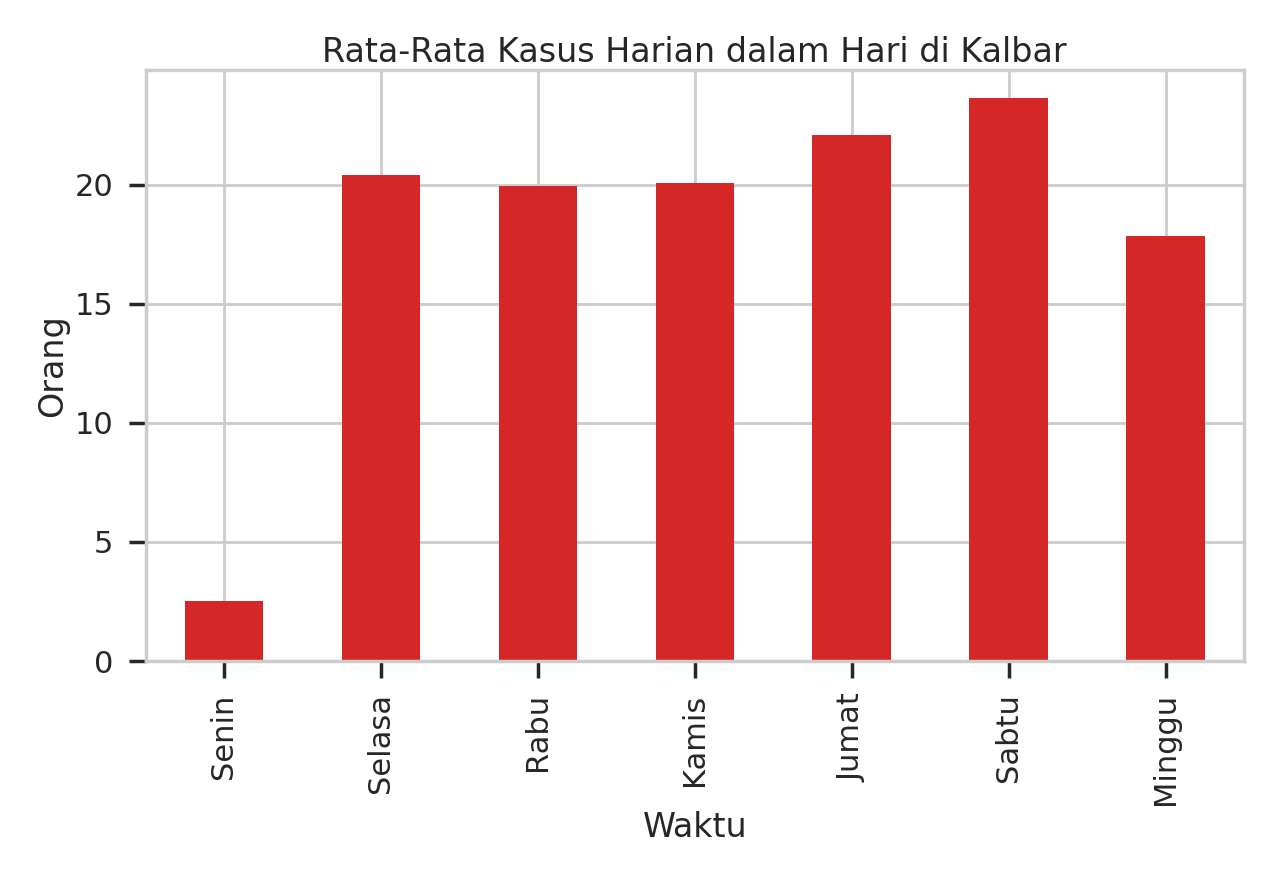 Rata-Rata Kasus Harian dalam Hari di Kalbar
Orang
20
15
10
5
0
Senin
Selasa
Rabu
Kamis
Jumat
Sabtu
Minggu
Waktu